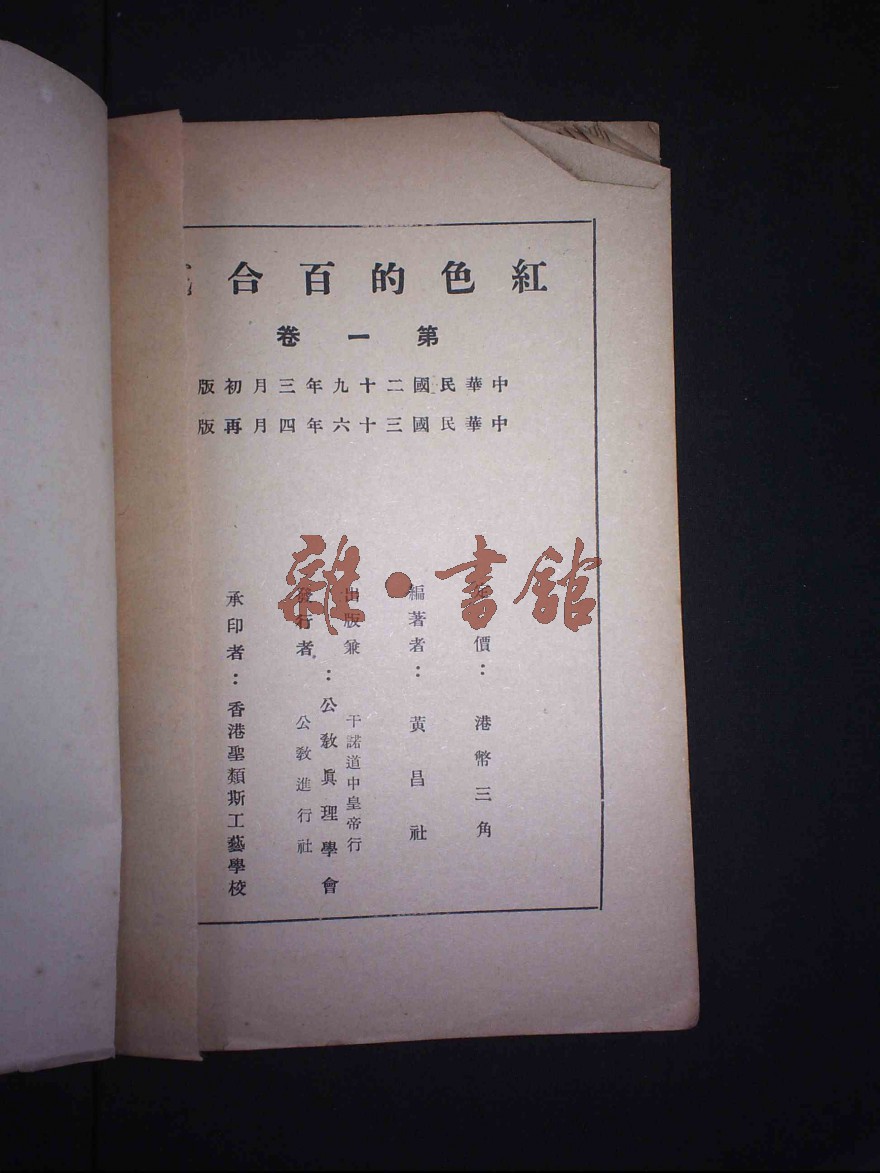 紅色的百合
第一卷
中華民國二十九年三月初版
中華民國三十六年四月再版
價：港幣三角
編著者：黃昌社
出版兼發行者：公教眞理學會
干諾道中皇帝行
公教進行社
承印者：香港聖類斯工藝學校
雜·書館